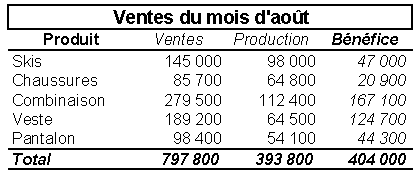 Ventes du mois d'août
Produit Ventes Production Bénéfice
Skis 145 000 98 000 47 000
Chaussures 85 700 64 800 20 900
Combinaison 279 500 112 400 167 100
Veste 189 200 64 500 124 700
Pantalon 98 400 54 100 44 300
Total 797 800 393 800 404 000